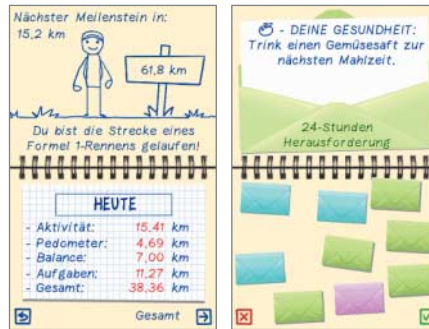 Nächster Meilenstein in:
15,2 km
61,8 km
Du bist die Strecke eines
Formel 1-Rennens gelaufen!
HEUTE
- Aktivität: 15,41 km
- Pedometer: 4,69 km
- Balance: 7,00 km
- Aufgaben: 11,27 km
- Gesamt: 38,36 km
Gesamt
- DEINE GESUNDHEIT:
Trink einen Gemüsesaft zur
nächsten Mahlzeit.
24-Stunden
Herausforderung